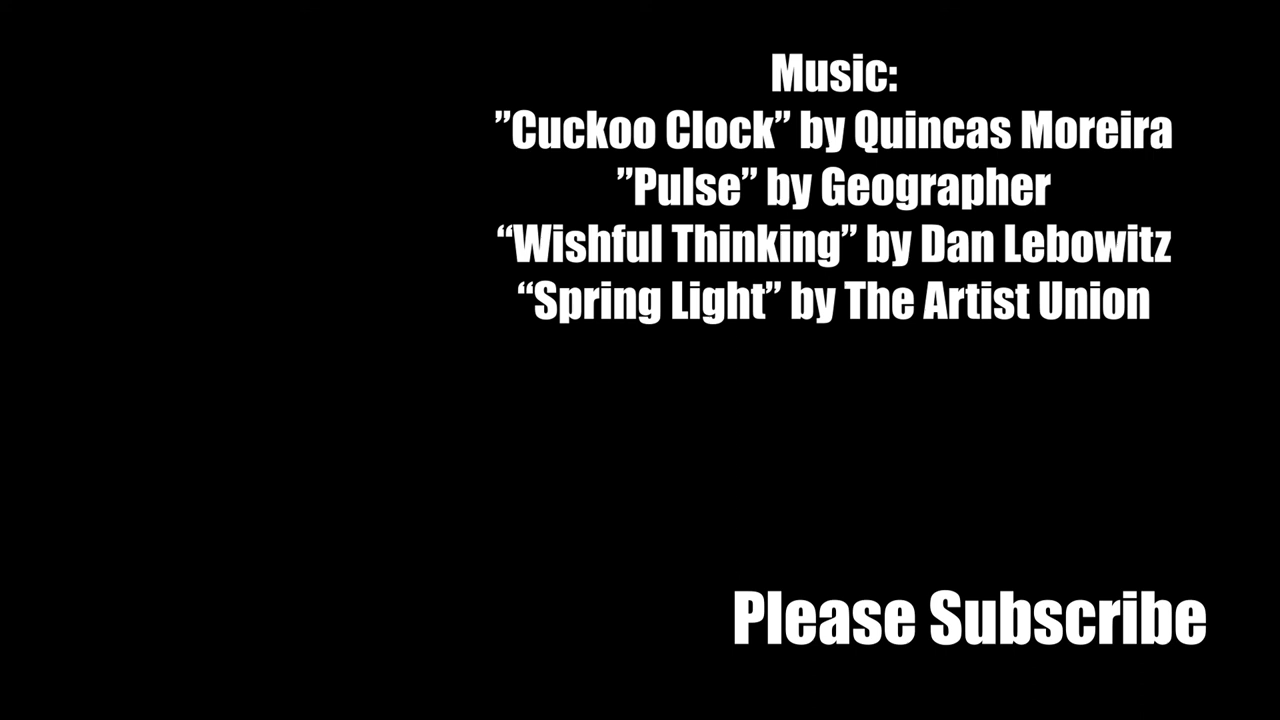 Music:
”Cuckoo Clock” by Quincas Moreira
”Pulse” by Geographer
“Wishful Thinking” by Dan Lebowitz
“Spring Light” by The Artist Union
Please Subscribe